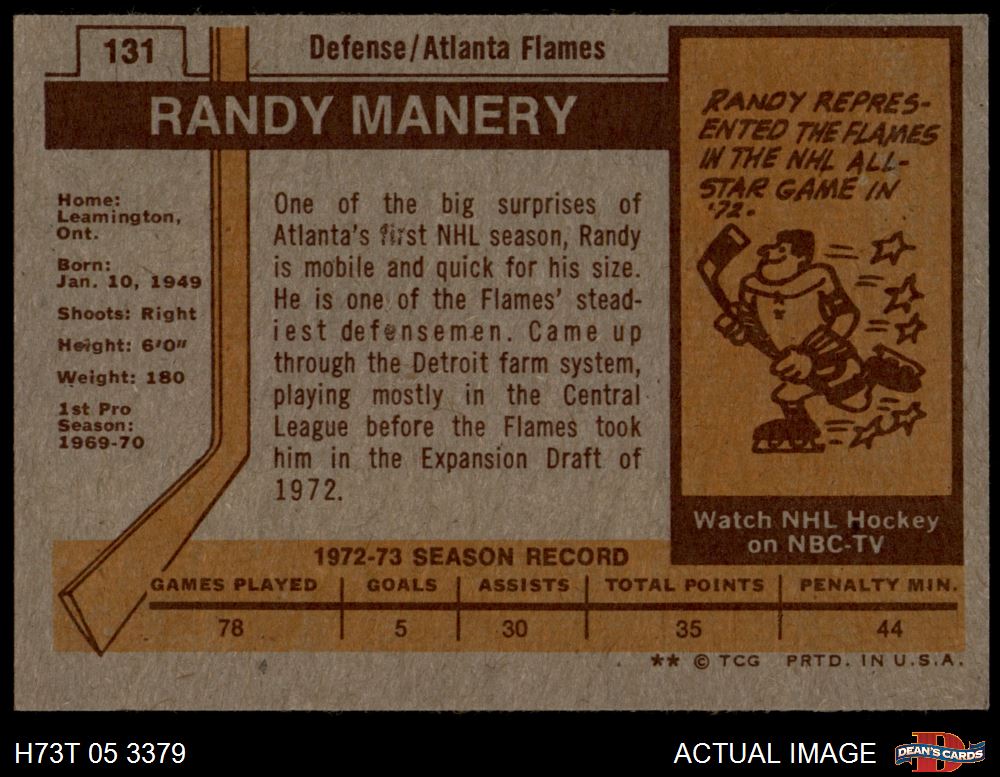 131
Defense/Atlanta Flames
RANDY MANERY
Home:
Leamington,
Ont.
Born:
Jan. 10, 1949
Shoots: Right
Height: 6'0"
Weight: 180
1st Pro
Season:
1969-70
One of the big surprises of
Atlanta's first NHL season, Randy
is mobile and quick for his size.
He is one of the Flames' stead-
iest defensemen. Came up
through the Detroit farm system,
playing mostly in the Central
League before the Flames took
him in the Expansion Draft of
1972.
RANDY REPRES-
ENTED THE FLAMES
IN THE NHL ALL-
STAR GAME IN
'72.
Watch NHL Hockey
on NBC-TV
1972-73 SEASON RECORD
GAMES PLAYED GOALS ASSISTS TOTAL POINTS PENALTY MIN.
78 5 30 35 44
** © TCG PRTD. IN U.S.A.
H73T 05 3379
ACTUAL IMAGE
D
DEAN'S CARDS